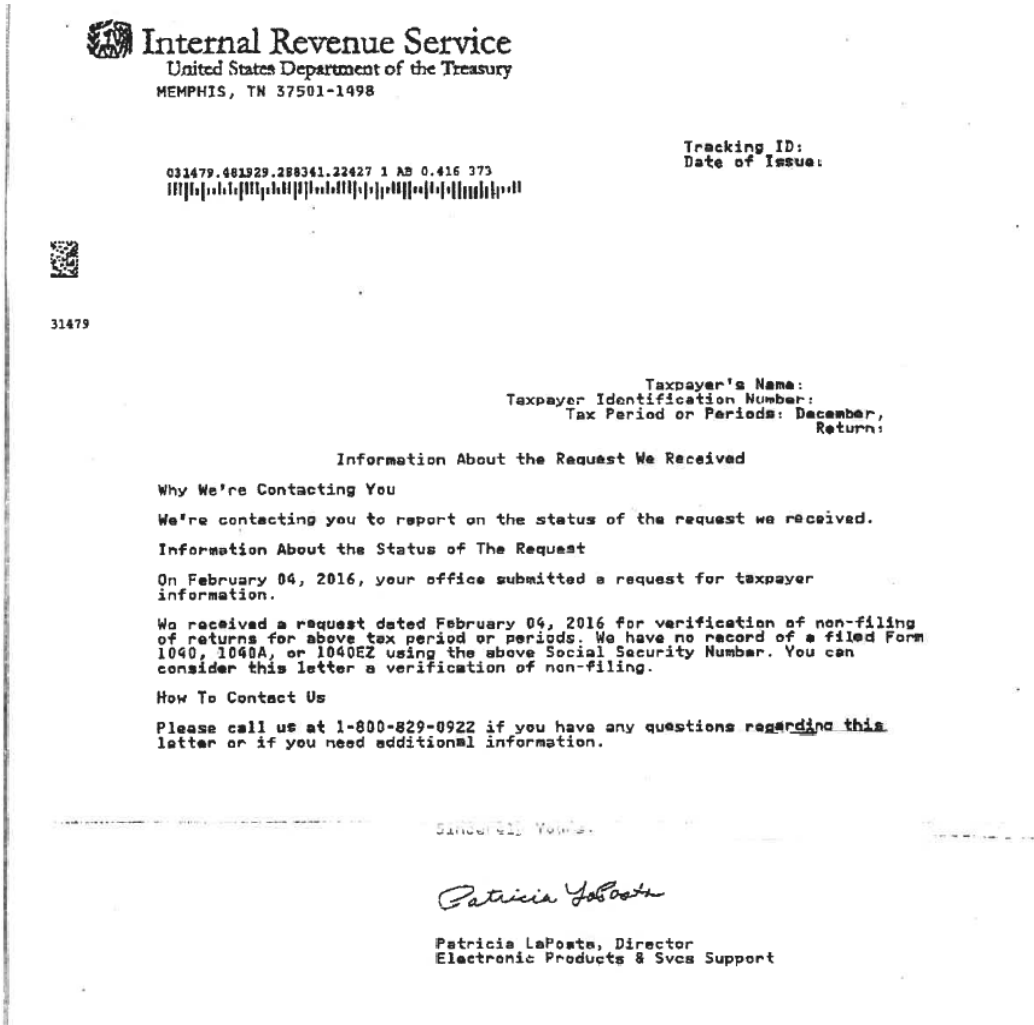 Internal Revenue Service
United States Department of the Treasury
MEMPHIS, TN 37501-1498
Tracking ID:
Date of Issue:
031479.481929.288341.22427 1 AB 0.416 373
31479
Taxpayer's Name:
Taxpayer Identification Number:
Tax Period or Periods: December,
Return:
Information About the Request We Received
Why We're Contacting You
We're contacting you to report on the status of the request we received.
Information About the Status of The Request
On February 04, 2016, your office submitted a request for taxpayer
information.
We received a request dated February 04, 2016 for verification of non-filing
of returns for above tax period or periods. We have no record of a filed Form
1040, 1040A, or 1040EZ using the above Social Security Number. You can
consider this letter a verification of non-filing.
How To Contact Us
Please call us at 1-800-829-0922 if you have any questions regarding this
letter or if you need additional information.
Sincerely Yours,
Patricia LaPosta
Patricia LaPosta, Director
Electronic Products & Svcs Support